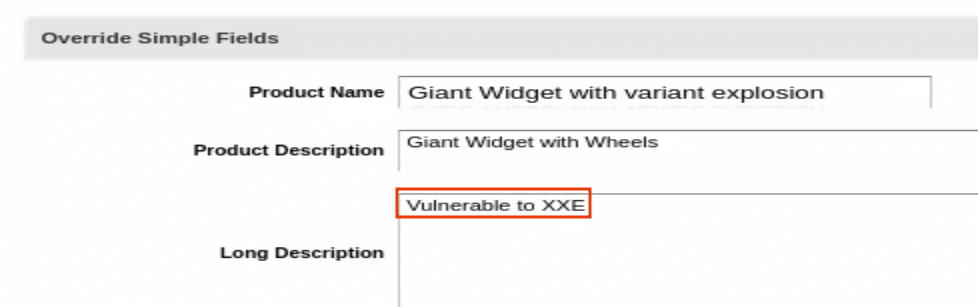 Override Simple Fields
Product Name Giant Widget with variant explosion
Product Description Giant Widget with Wheels
Vulnerable to XXE
Long Description